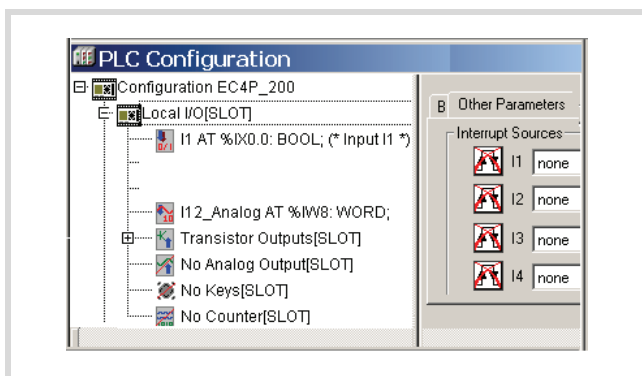 PLC Configuration
Configuration EC4P_200
Local I/O[SLOT]
I1 AT %IX0.0: BOOL; (* Input I1 *)
...
...
I12_Analog AT %IW8: WORD;
Transistor Outputs[SLOT]
No Analog Output[SLOT]
No Keys[SLOT]
No Counter[SLOT]
B Other Parameters
Interrupt Sources
I1 none
I2 none
I3 none
I4 none